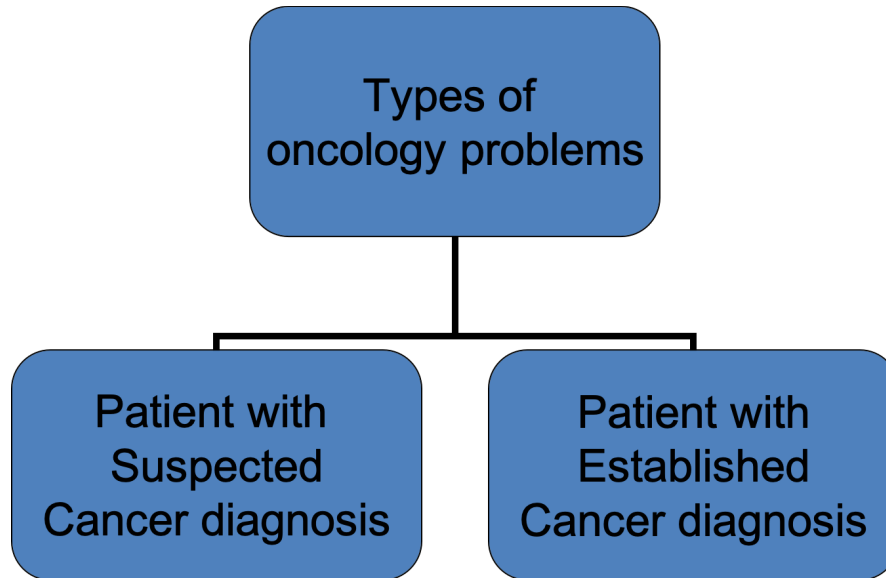 Types of
oncology problems
Patient with
Suspected
Cancer diagnosis
Patient with
Established
Cancer diagnosis